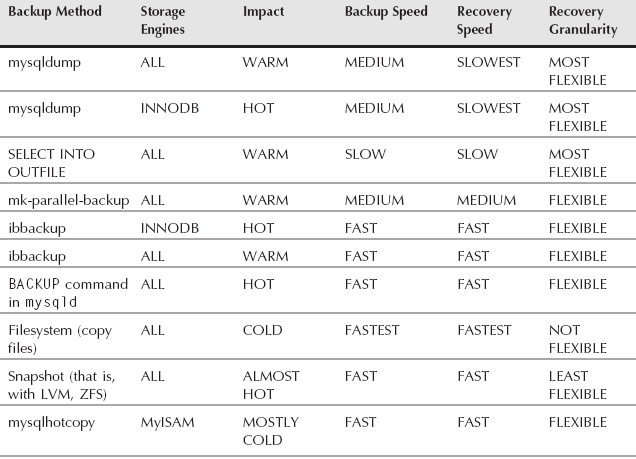 Backup Method Storage Engines Impact Backup Speed Recovery Speed Recovery Granularity
mysqldump ALL WARM MEDIUM SLOWEST MOST FLEXIBLE
mysqldump INNODB HOT MEDIUM SLOWEST MOST FLEXIBLE
SELECT INTO OUTFILE ALL WARM SLOW SLOW MOST FLEXIBLE
mk-parallel-backup ALL WARM MEDIUM MEDIUM FLEXIBLE
ibbackup INNODB HOT FAST FAST FLEXIBLE
ibbackup ALL WARM FAST FAST FLEXIBLE
BACKUP command in mysqld ALL HOT FAST FAST FLEXIBLE
Filesystem (copy files) ALL COLD FASTEST FASTEST NOT FLEXIBLE
Snapshot (that is, with LVM, ZFS) ALL ALMOST HOT FAST FAST LEAST FLEXIBLE
mysqlhotcopy MyISAM MOSTLY COLD FAST FAST FLEXIBLE